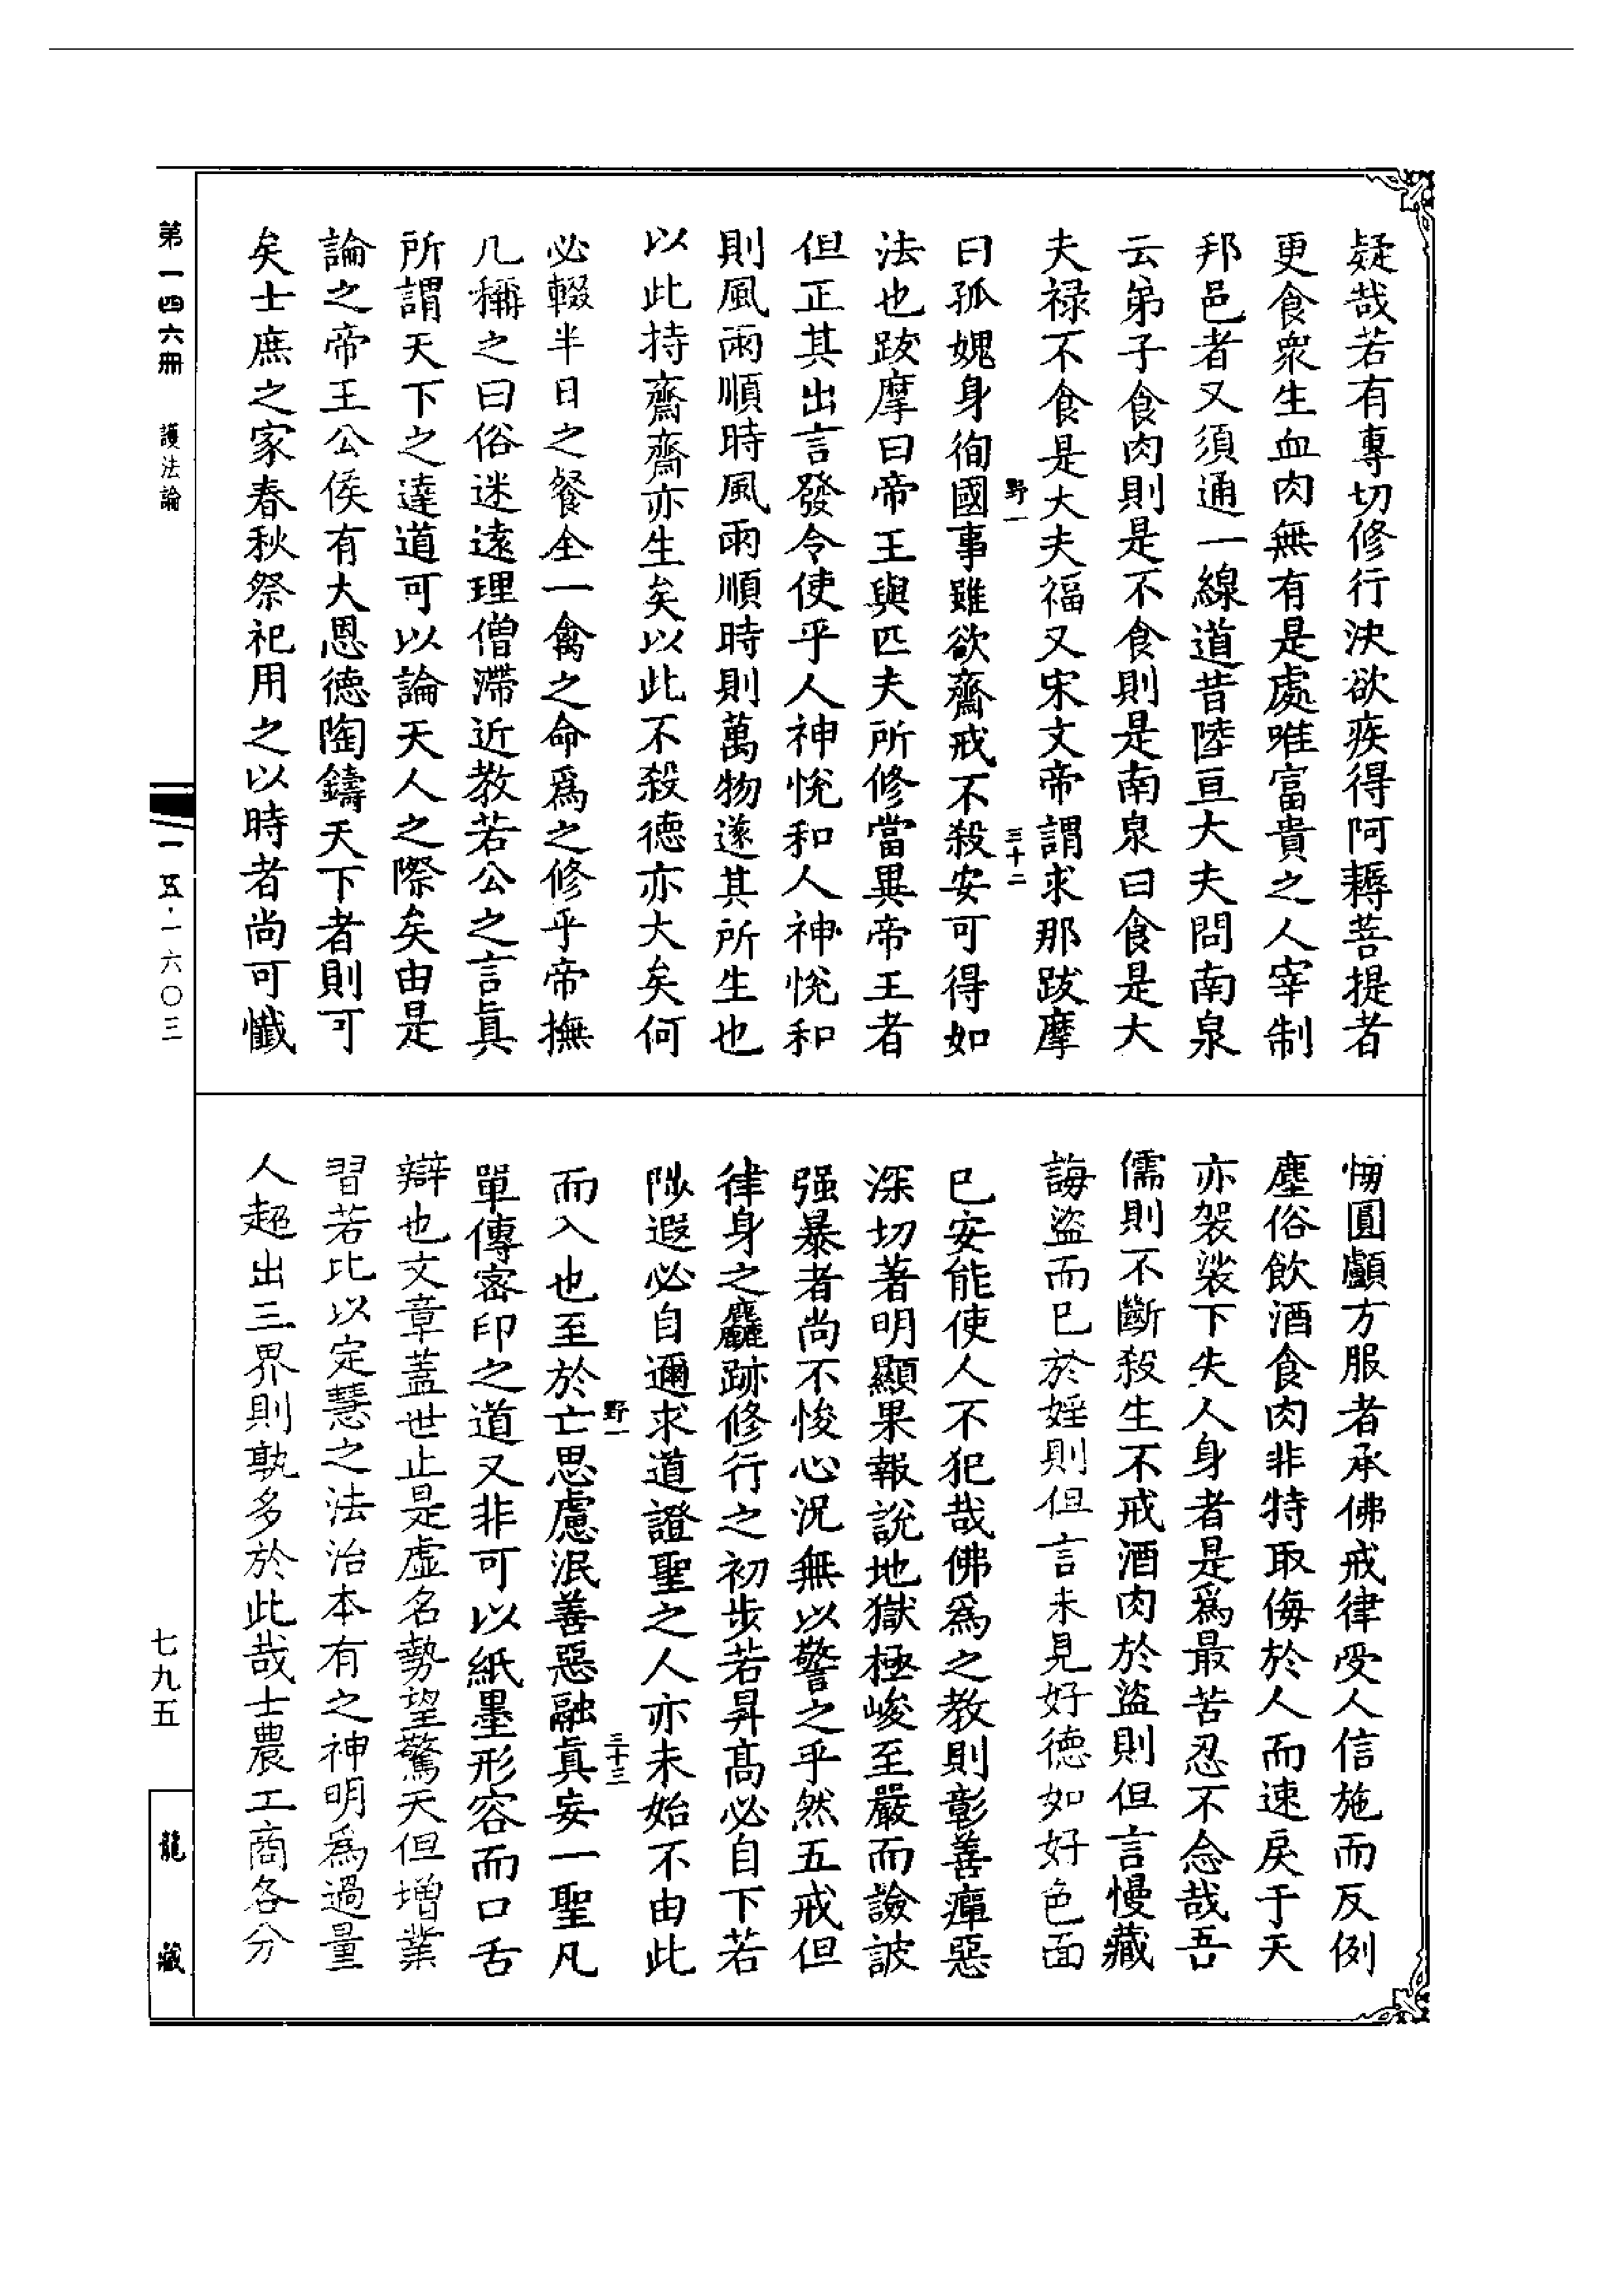 疑哉若有專切修行決欲疾得阿耨菩提者
更食衆生血肉無有是處唯富貴之人宰制
邦邑者又須通一線道昔陸亘大夫問南泉
云弟子食肉則是不食則是南泉曰食是大
夫禄不食是大夫福又宋文帝謂求那跋摩
野一
三十二
曰孤媿身徇國事雖欲齋戒不殺安可得如
法也跋摩曰帝王與匹夫所修當異帝王者
但正其出言發令使乎人神悅和人神悅和
則風雨順時風雨順時則萬物遂其所生也
以此持齋齋亦生矣以此不殺德亦大矣何
必輟半日之餐全一禽之命爲之修乎帝撫
几稱之曰俗迷遠理僧滯近教若公之言眞
所謂天下之達道可以論天人之際矣由是
論之帝王公侯有大恩德陶鑄天下者則可
矣士庶之家春秋祭祀用之以時者尚可懺
悔圓顱方服者承佛戒律受人信施而反例
塵俗飲酒食肉非特取侮於人而速戾于天
亦袈裟下失人身者是爲最苦忍不念哉吾
儒則不斷殺生不戒酒肉於盜則但言慢藏
誨盜而已於婬則但言未見好德如好色而
已安能使人不犯哉佛爲之教則彰善癉惡
深切著明顯果報說地獄極峻至嚴而譣詖
强暴者尚不悛心況無以警之乎然五戒但
律身之麤跡修行之初步若昇高必自下若
陟遐必自邇求道證聖之人亦未始不由此
野一
三十三
而入也至於亡思慮泯善惡融眞妄一聖凡
單傳密印之道又非可以紙墨形容而口舌
辯也文章蓋世止是虛名勢望驚天但增業
習若比以定慧之法治本有之神明爲過量
人超出三界則孰多於此哉士農工商各分
第一四六冊
護法論
一五·一六〇三
七九五
龍藏